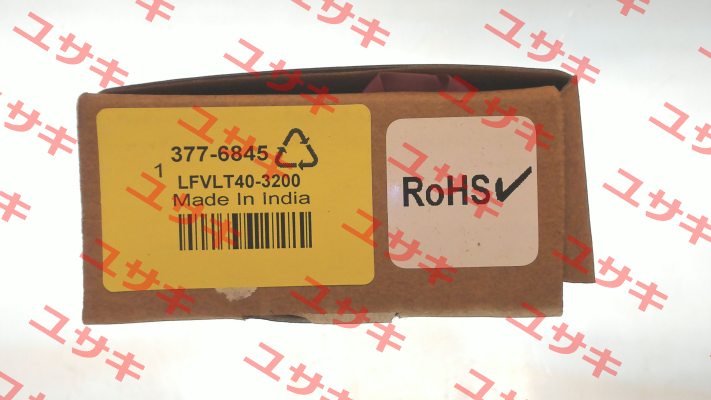 377-6845
1
LFVLT40-3200
Made In India
RoHS✓
ユサキ